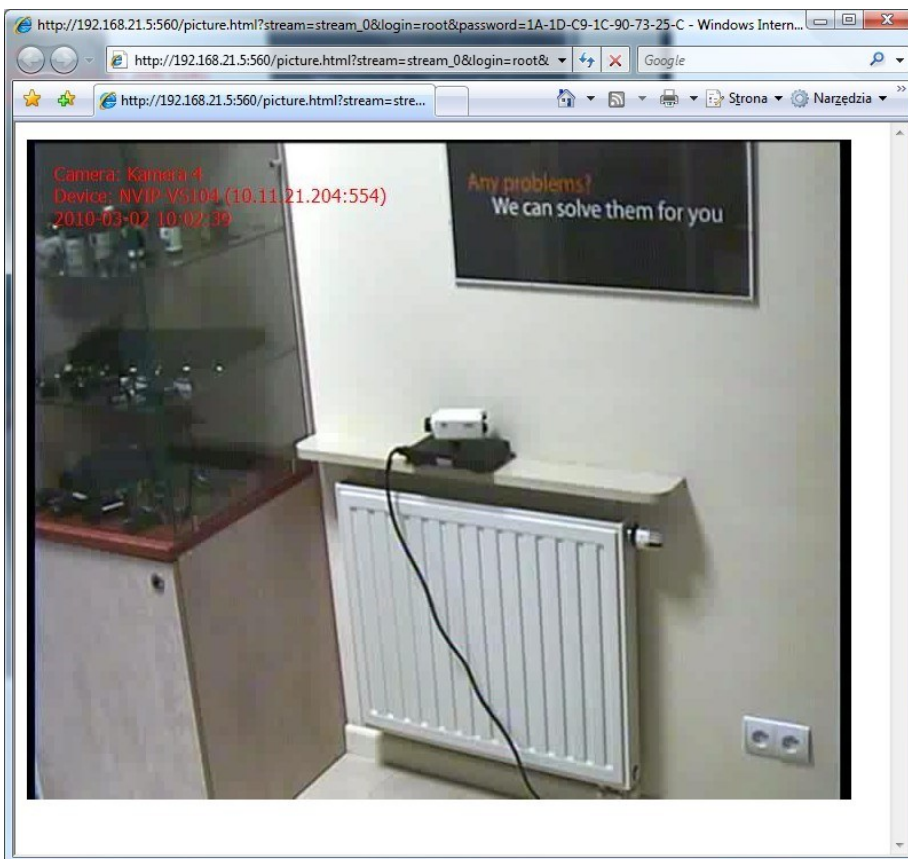 http://192.168.21.5:560/picture.html?stream=stream_0&login=root&password=1A-1D-C9-1C-90-73-25-C - Windows Intern...
http://192.168.21.5:560/picture.html?stream=stream_0&login=root&
Google
http://192.168.21.5:560/picture.html?stream=stre...
Strona
Narzędzia
Camera: Kamera 4
Device: NVIP-VS104 (10.11.21.204:554)
2010-03-02 10:02:39
Any problems?
We can solve them for you